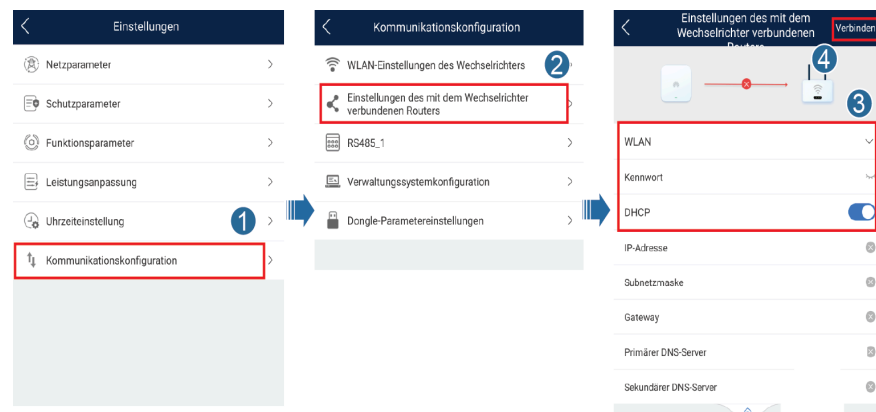 Einstellungen
Netzparameter
Schutzparameter
Funktionsparameter
Leistungsanpassung
Uhrzeiteinstellung
1
Kommunikationskonfiguration
Kommunikationskonfiguration
WLAN-Einstellungen des Wechselrichters
2
Einstellungen des mit dem Wechselrichter
verbundenen Routers
RS485_1
Verwaltungssystemkonfiguration
Dongle-Parametereinstellungen
Einstellungen des mit dem
Wechselrichter verbundenen
Routers
Verbinden
4
3
WLAN
Kennwort
DHCP
IP-Adresse
Subnetzmaske
Gateway
Primärer DNS-Server
Sekundärer DNS-Server